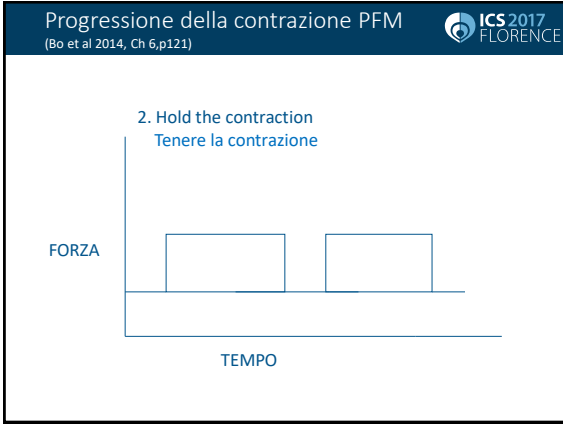 Progressione della contrazione PFM
(Bo et al 2014, Ch 6,p121)
ICS 2017
FLORENCE
2. Hold the contraction
Tenere la contrazione
FORZA
TEMPO